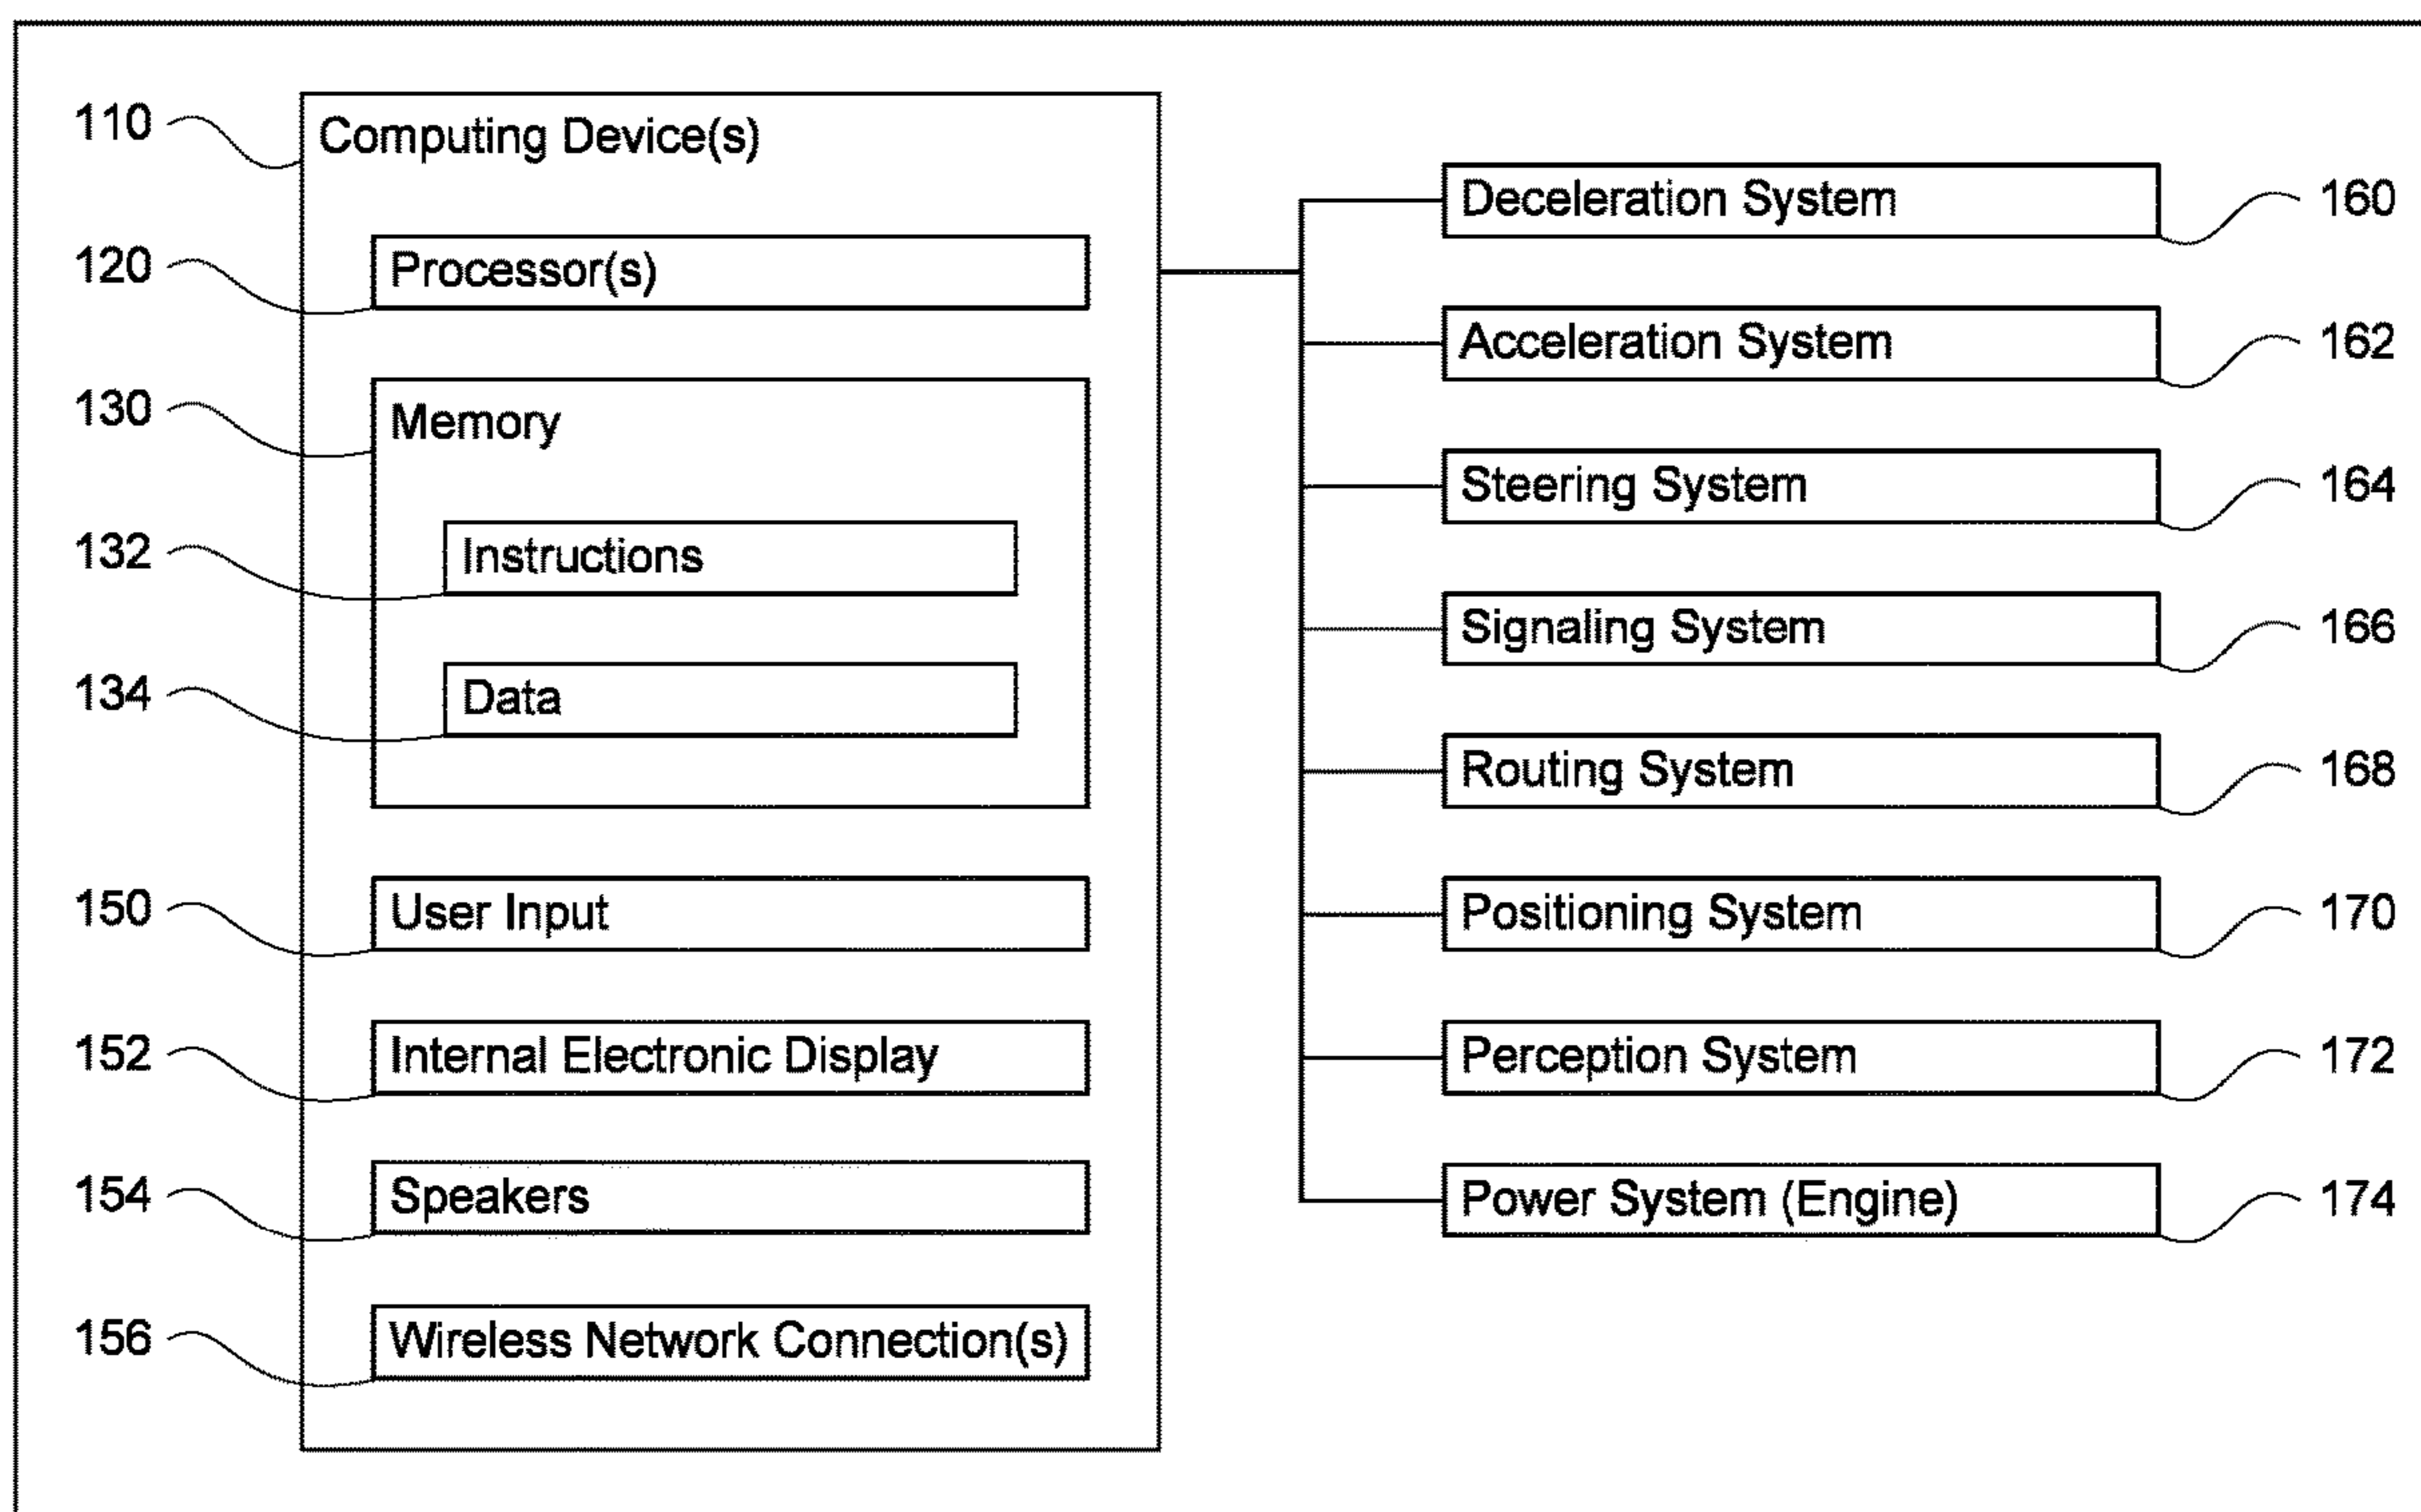 110
Computing Device(s)
120
Processor(s)
130
Memory
132
Instructions
134
Data
150
User Input
152
Internal Electronic Display
154
Speakers
156
Wireless Network Connection(s)
Deceleration System
160
Acceleration System
162
Steering System
164
Signaling System
166
Routing System
168
Positioning System
170
Perception System
172
Power System (Engine)
174